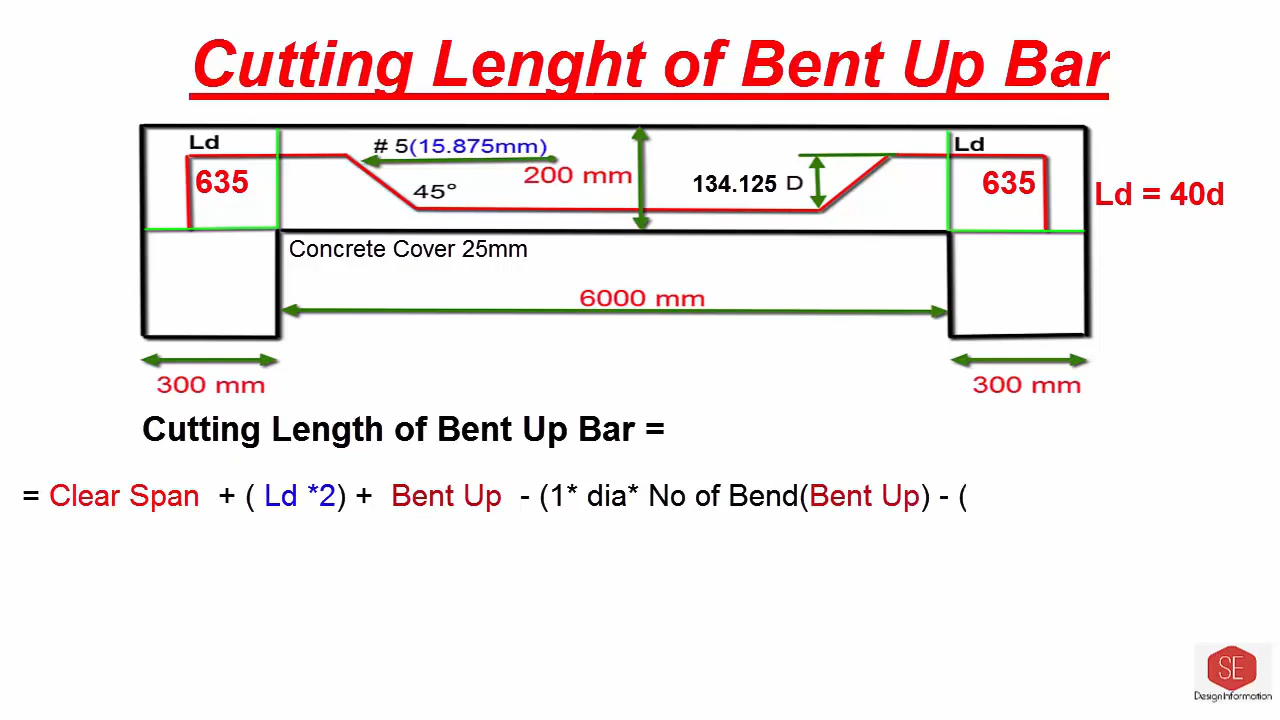 Cutting Lenght of Bent Up Bar
Ld
# 5(15.875mm)
Ld
635
45°
200 mm
134.125 D
635
Ld = 40d
Concrete Cover 25mm
6000 mm
300 mm
300 mm
Cutting Length of Bent Up Bar =
= Clear Span + ( Ld *2) + Bent Up - (1* dia* No of Bend(Bent Up) - (
SE
Design Information